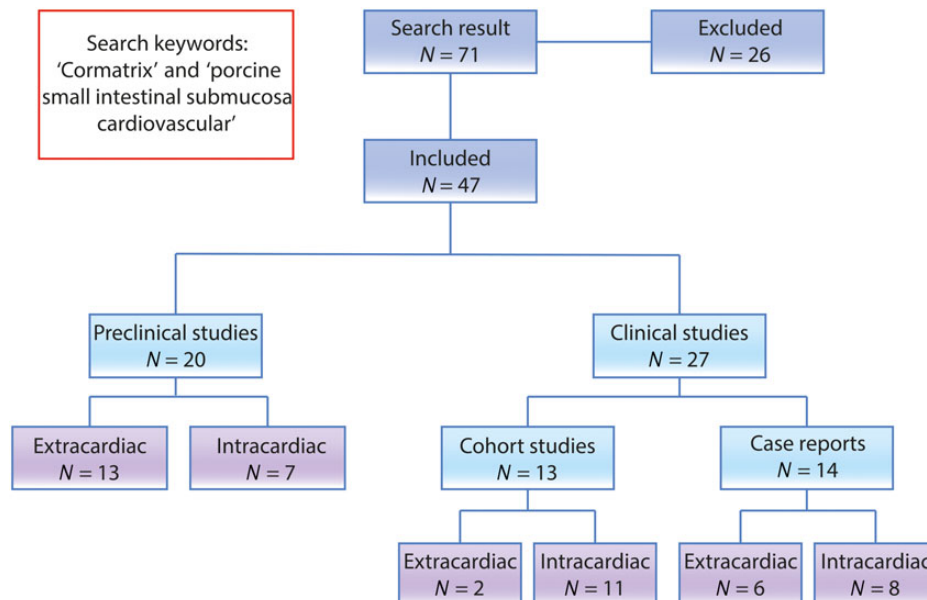 Search keywords:
'Cormatrix' and 'porcine
small intestinal submucosa
cardiovascular'
Search result
N = 71
Excluded
N = 26
Included
N = 47
Preclinical studies
N = 20
Clinical studies
N = 27
Extracardiac
N = 13
Intracardiac
N = 7
Cohort studies
N = 13
Case reports
N = 14
Extracardiac
N = 2
Intracardiac
N = 11
Extracardiac
N = 6
Intracardiac
N = 8